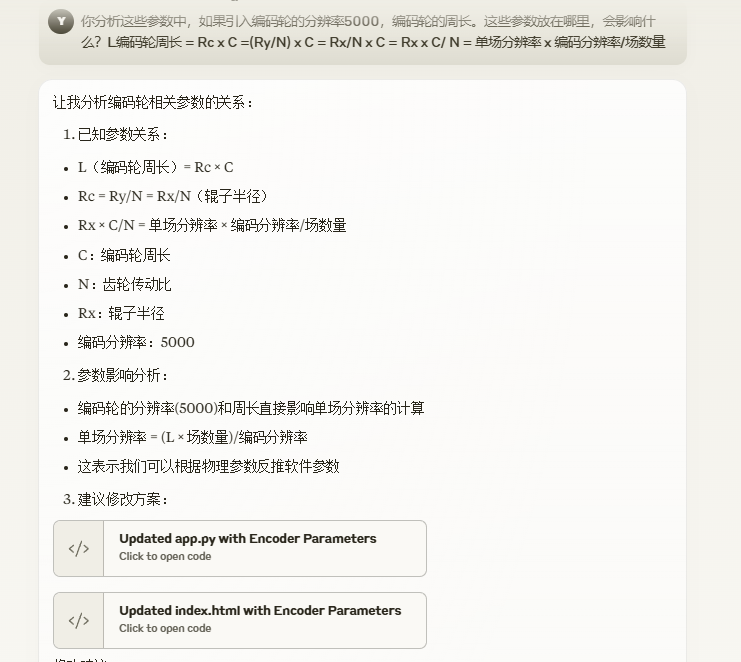 Y
你分析这些参数中，如果引入编码轮的分辨率5000，编码轮的周长。这些参数放在哪里，会影响什
么？L编码轮周长 = Rc x C =(Ry/N) x C = Rx/N x C = Rx x C/ N = 单场分辨率 x 编码分辨率/场数量
让我分析编码轮相关参数的关系：
1. 已知参数关系：
• L（编码轮周长）= Rc × C
• Rc = Ry/N = Rx/N（辊子半径）
• Rx × C/N = 单场分辨率 × 编码分辨率/场数量
• C：编码轮周长
• N：齿轮传动比
• Rx：辊子半径
• 编码分辨率：5000
2. 参数影响分析：
• 编码轮的分辨率(5000)和周长直接影响单场分辨率的计算
• 单场分辨率 = (L × 场数量)/编码分辨率
• 这表示我们可以根据物理参数反推软件参数
3. 建议修改方案：
</> Updated app.py with Encoder Parameters
Click to open code
</> Updated index.html with Encoder Parameters
Click to open code